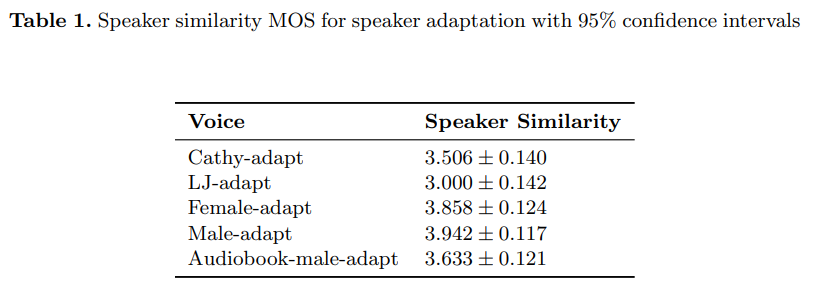 Table 1. Speaker similarity MOS for speaker adaptation with 95% confidence intervals
Voice Speaker Similarity
Cathy-adapt 3.506 ± 0.140
LJ-adapt 3.000 ± 0.142
Female-adapt 3.858 ± 0.124
Male-adapt 3.942 ± 0.117
Audiobook-male-adapt 3.633 ± 0.121